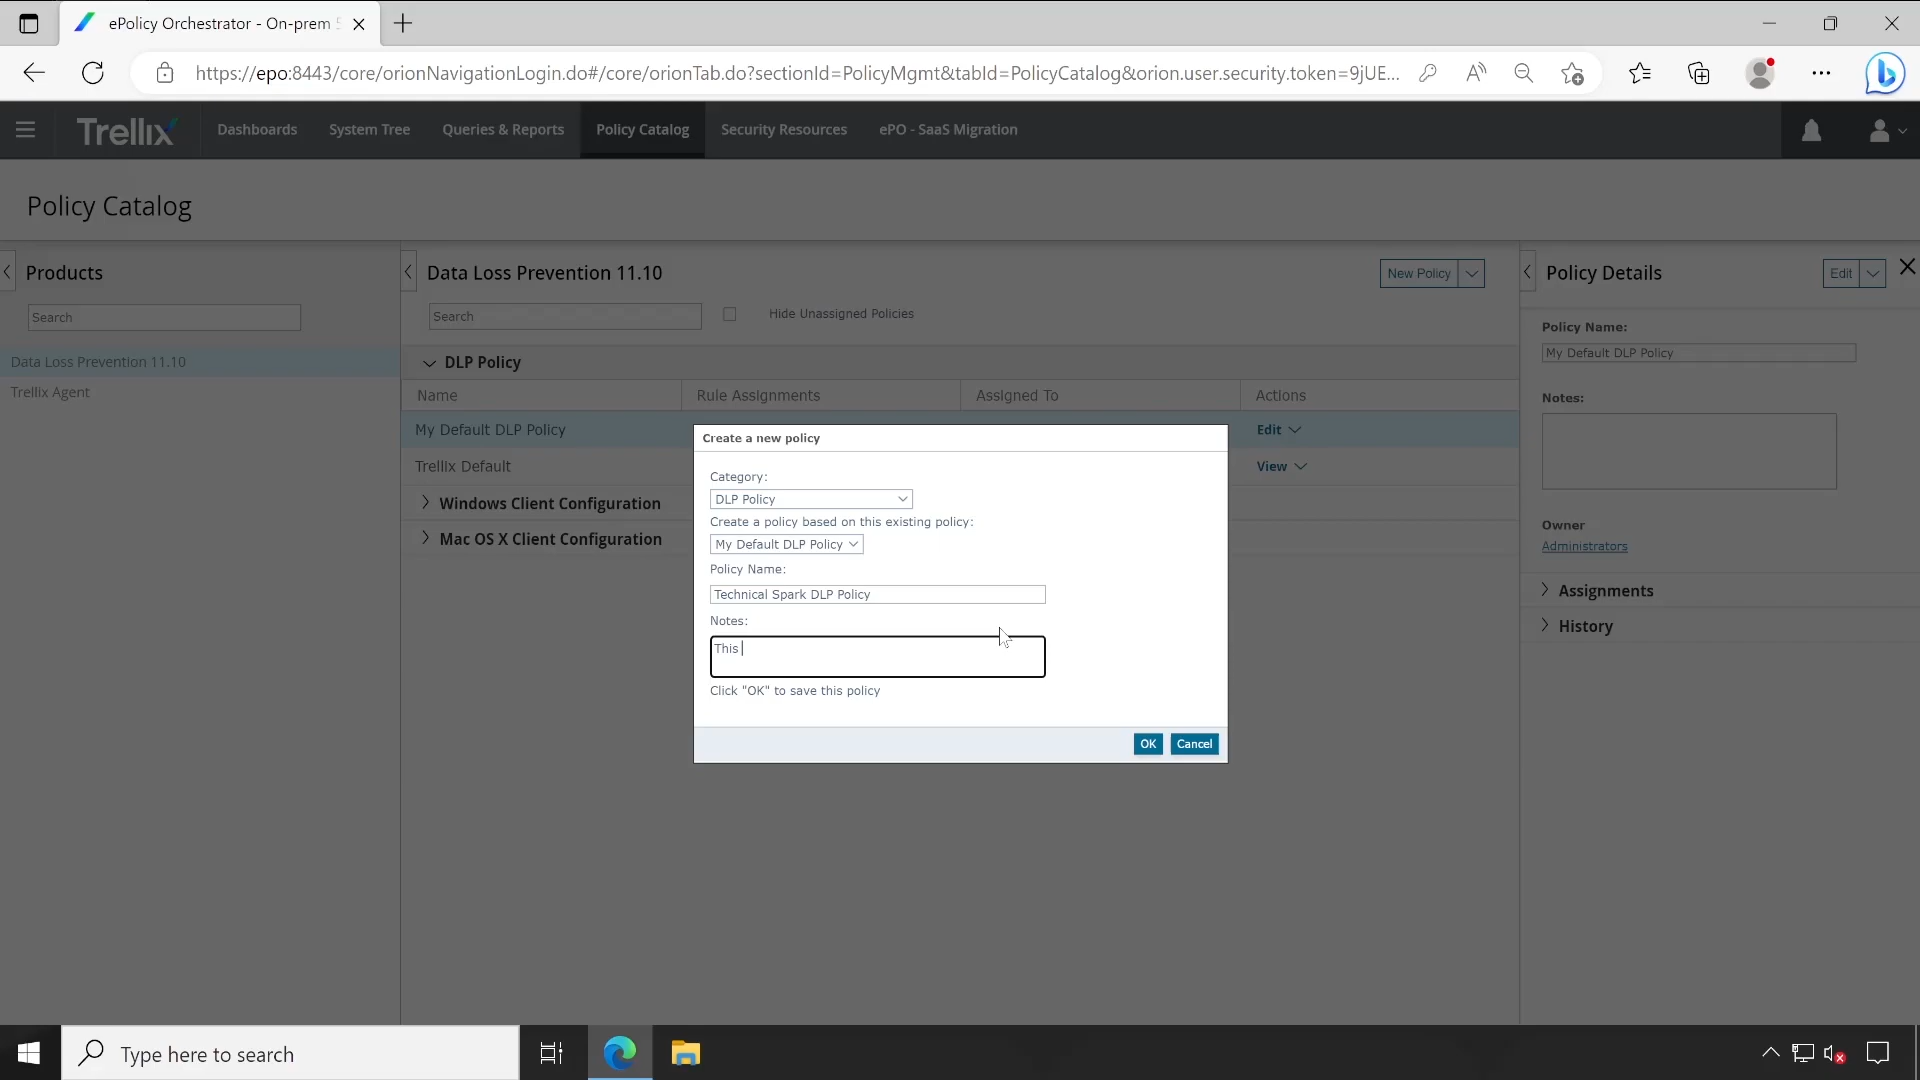 ePolicy Orchestrator - On-prem 5
https://epo:8443/core/orionNavigationLogin.do#/core/orionTab.do?sectionId=PolicyMgmt&tabId=PolicyCatalog&orion.user.security.token=9jUE...
Trellix
Dashboards
System Tree
Queries & Reports
Policy Catalog
Security Resources
ePO - SaaS Migration
Policy Catalog
Products
Search
Data Loss Prevention 11.10
Trellix Agent
Data Loss Prevention 11.10
New Policy
Search
Hide Unassigned Policies
DLP Policy
Name
Rule Assignments
Assigned To
Actions
My Default DLP Policy
Edit
Trellix Default
View
Windows Client Configuration
Mac OS X Client Configuration
Create a new policy
Category:
DLP Policy
Create a policy based on this existing policy:
My Default DLP Policy
Policy Name:
Technical Spark DLP Policy
Notes:
This
Click "OK" to save this policy
OK
Cancel
Policy Details
Edit
Policy Name:
My Default DLP Policy
Notes:
Owner
Administrators
Assignments
History
Type here to search